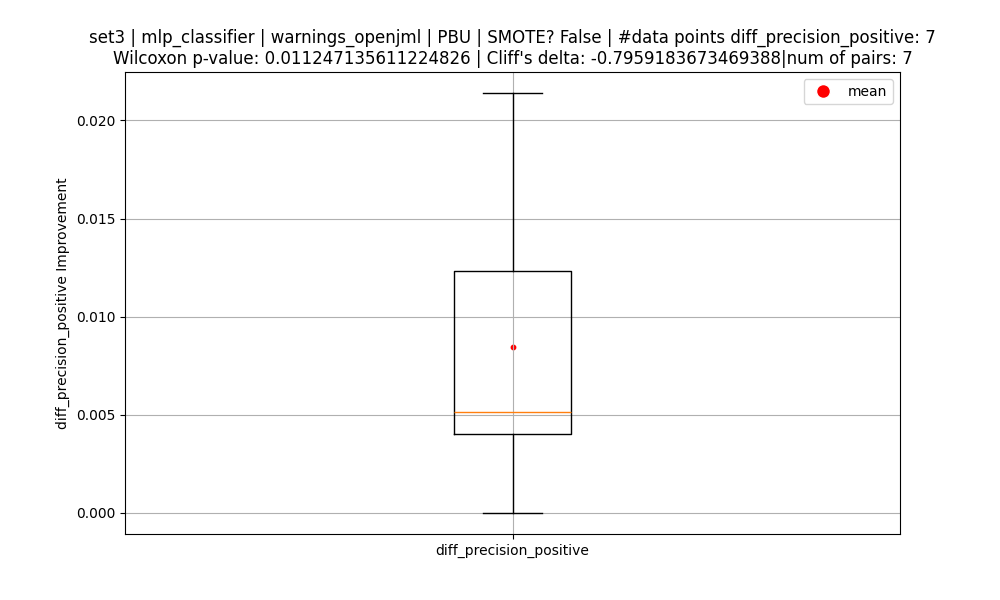 set3 | mlp_classifier | warnings_openjml | PBU | SMOTE? False | #data points diff_precision_positive: 7
Wilcoxon p-value: 0.011247135611224826 | Cliff's delta: -0.7959183673469388|num of pairs: 7
mean
0.020
0.015
0.010
0.005
0.000
diff_precision_positive Improvement
diff_precision_positive